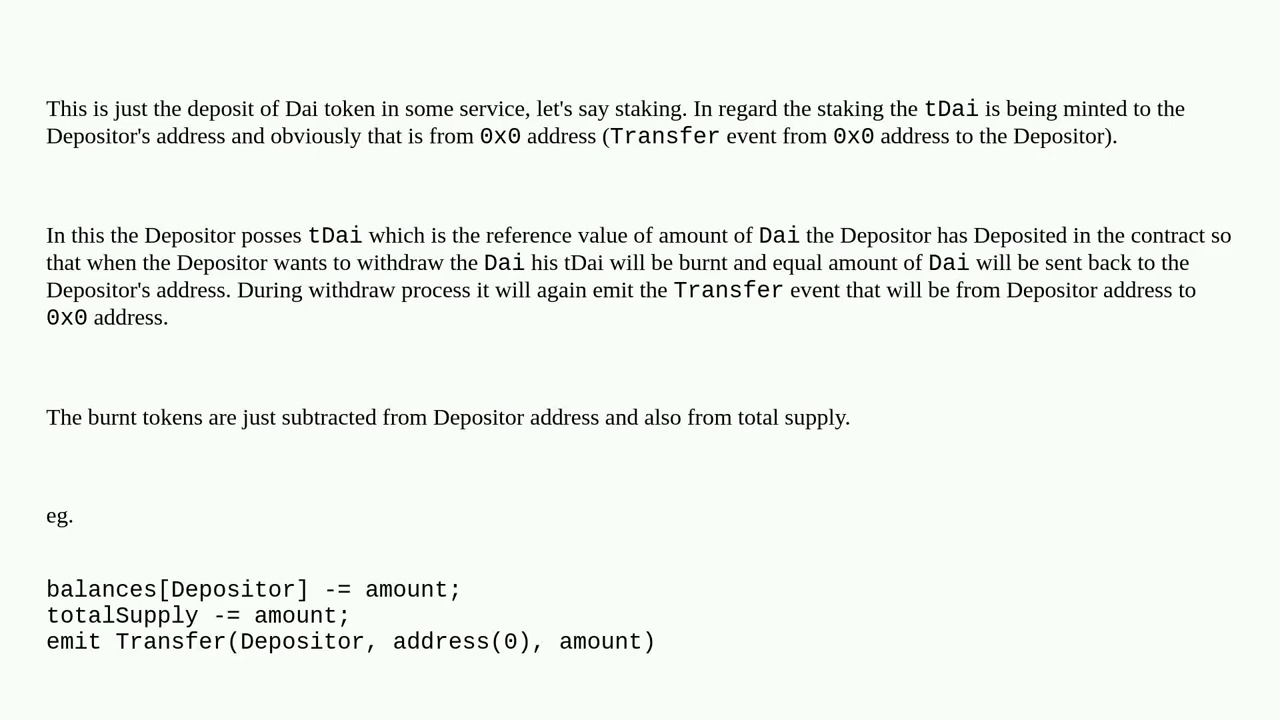 This is just the deposit of Dai token in some service, let's say staking. In regard the staking the tDai is being minted to the
Depositor's address and obviously that is from 0x0 address (Transfer event from 0x0 address to the Depositor).
In this the Depositor posses tDai which is the reference value of amount of Dai the Depositor has Deposited in the contract so
that when the Depositor wants to withdraw the Dai his tDai will be burnt and equal amount of Dai will be sent back to the
Depositor's address. During withdraw process it will again emit the Transfer event that will be from Depositor address to
0x0 address.
The burnt tokens are just subtracted from Depositor address and also from total supply.
eg.
balances[Depositor] -= amount;
totalSupply -= amount;
emit Transfer(Depositor, address(0), amount)